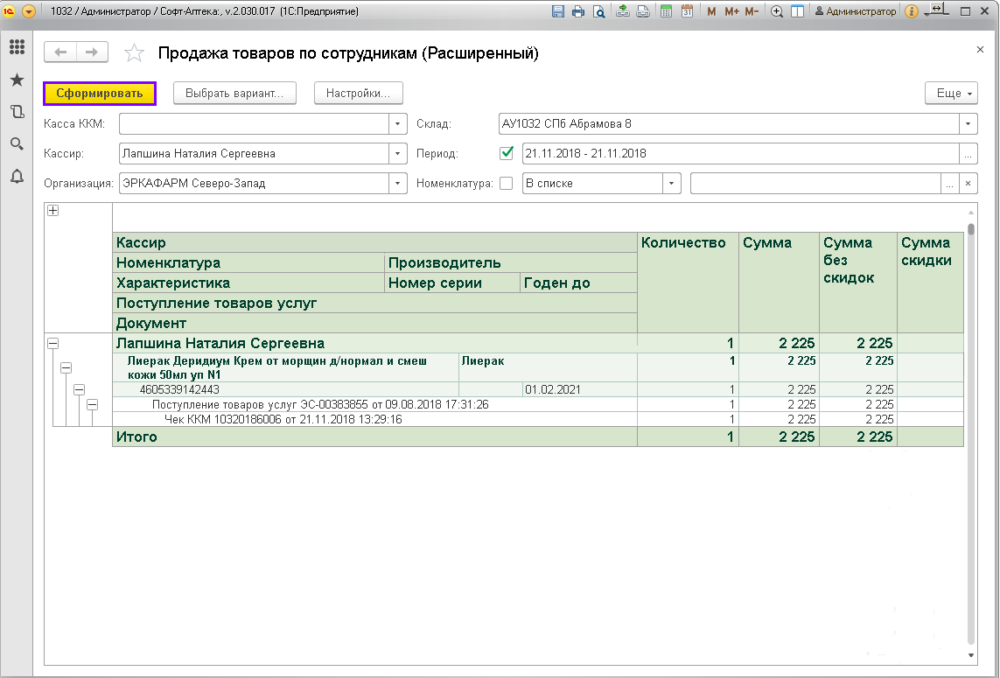 1032 / Администратор / Софт-Аптека:, v.2.030.017 (1С:Предприятие)
31 M M+ M- Администратор
Продажа товаров по сотрудникам (Расширенный)
Сформировать Выбрать вариант... Настройки... Еще
Касса ККМ: Склад: АУ1032 СПб Абрамова 8
Кассир: Лапшина Наталия Сергеевна Период: 21.11.2018 - 21.11.2018 ...
Организация: ЭРКАФАРМ Северо-Запад Номенклатура: В списке ... ×
Кассир Количество Сумма Сумма без скидок Сумма скидки
Номенклатура Производитель
Характеристика Номер серии Годен до
Поступление товаров услуг
Документ
Лапшина Наталия Сергеевна 1 2 225 2 225
Лиерак Деридиум Крем от морщин д/нормал и смеш Лиерак 1 2 225 2 225
кожи 50мл уп N1
4605339142443 01.02.2021 1 2 225 2 225
Поступление товаров услуг ЭС-00383855 от 09.08.2018 17:31:26 1 2 225 2 225
Чек ККМ 10320186006 от 21.11.2018 13:29:16 1 2 225 2 225
Итого 1 2 225 2 225